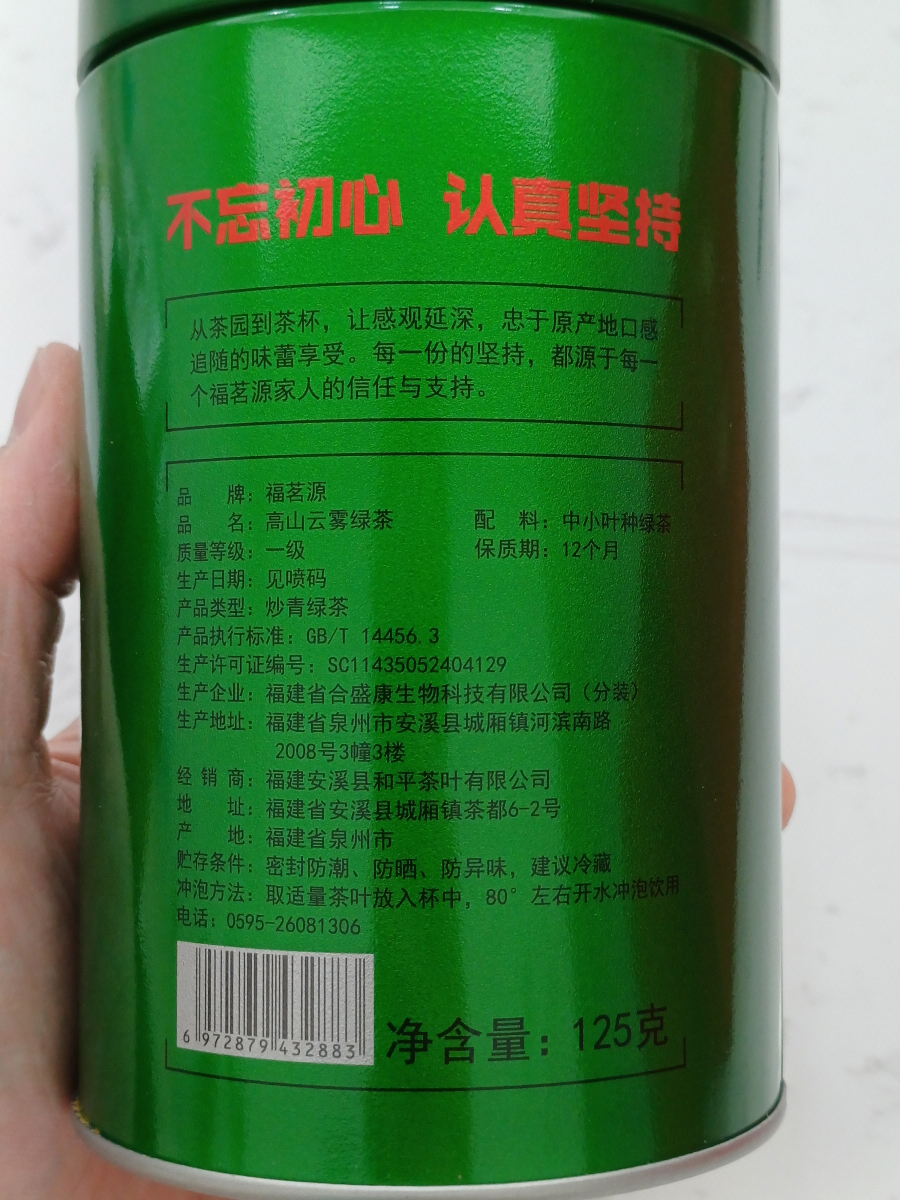 不忘初心 认真坚持
从茶园到茶杯，让感观延深，忠于原产地口感
追随的味蕾享受。每一份的坚持，都源于每一
个福茗源家人的信任与支持。
品 牌：福茗源
品 名：高山云雾绿茶 配 料：中小叶种绿茶
质量等级：一级 保质期：12个月
生产日期：见喷码
产品类型：炒青绿茶
产品执行标准：GB/T 14456.3
生产许可证编号：SC11435052404129
生产企业：福建省合盛康生物科技有限公司（分装）
生产地址：福建省泉州市安溪县城厢镇河滨南路
2008号3幢3楼
经 销 商：福建安溪县和平茶叶有限公司
地 址：福建省安溪县城厢镇茶都6-2号
产 地：福建省泉州市
贮存条件：密封防潮、防晒、防异味，建议冷藏
冲泡方法：取适量茶叶放入杯中，80°左右开水冲泡饮用
电话：0595-26081306
6 972879 432883
净含量：125克